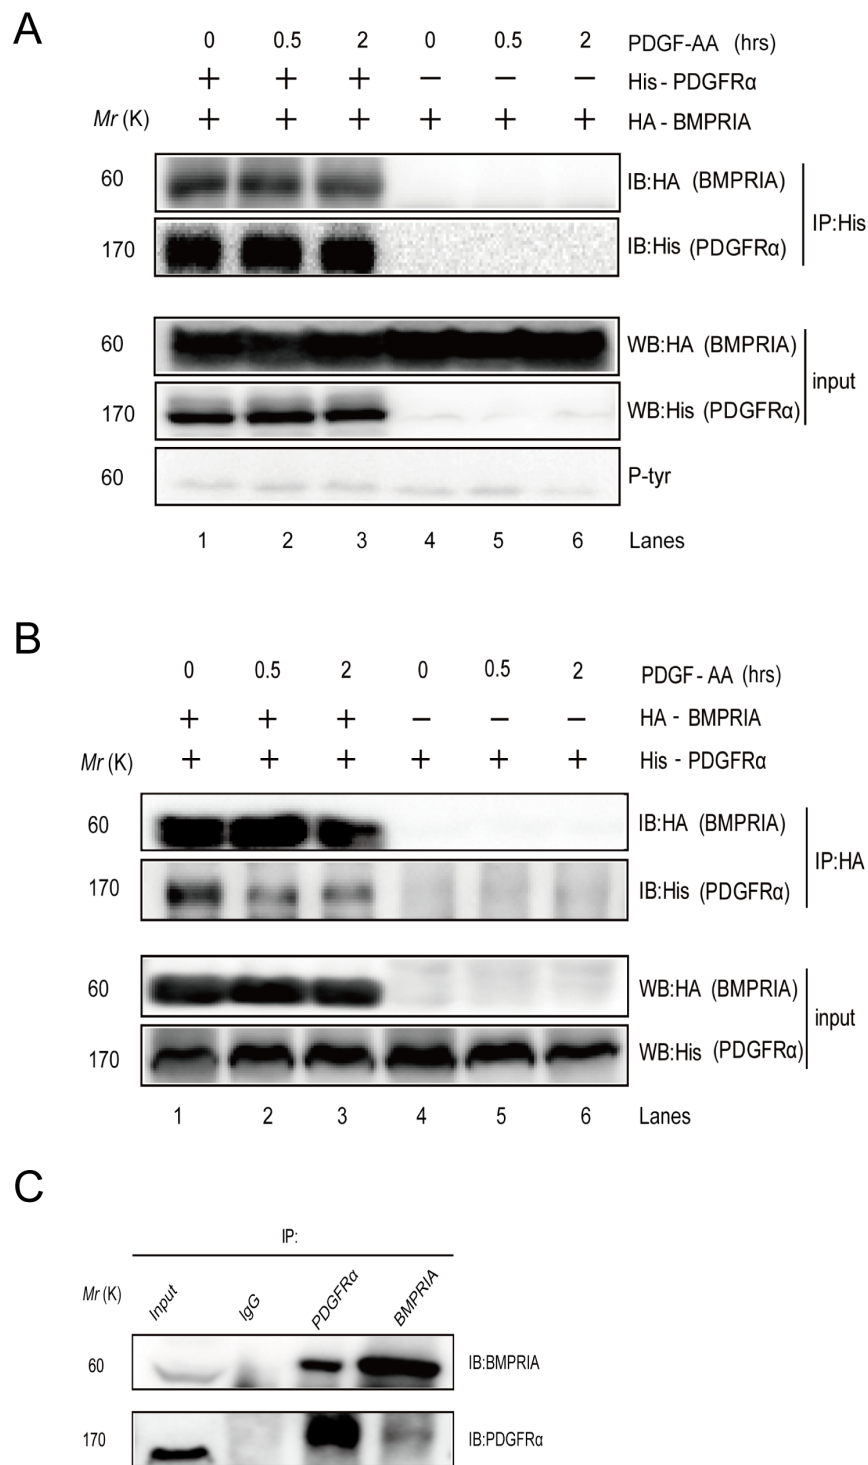 A
0 0.5 2 0 0.5 2 PDGF-AA (hrs)
+ + + − − − His - PDGFRα
Mr (K) + + + + + + HA - BMPRIA
60 IB:HA (BMPRIA)
IP:His
170 IB:His (PDGFRα)
60 WB:HA (BMPRIA)
input
170 WB:His (PDGFRα)
60 P-tyr
1 2 3 4 5 6 Lanes
B
0 0.5 2 0 0.5 2 PDGF - AA (hrs)
+ + + − − − HA - BMPRIA
Mr (K) + + + + + + His - PDGFRα
60 IB:HA (BMPRIA)
IP:HA
170 IB:His (PDGFRα)
60 WB:HA (BMPRIA)
input
170 WB:His (PDGFRα)
1 2 3 4 5 6 Lanes
C
IP:
Mr (K) Input IgG PDGFRα BMPRIA
60 IB:BMPRIA
170 IB:PDGFRα